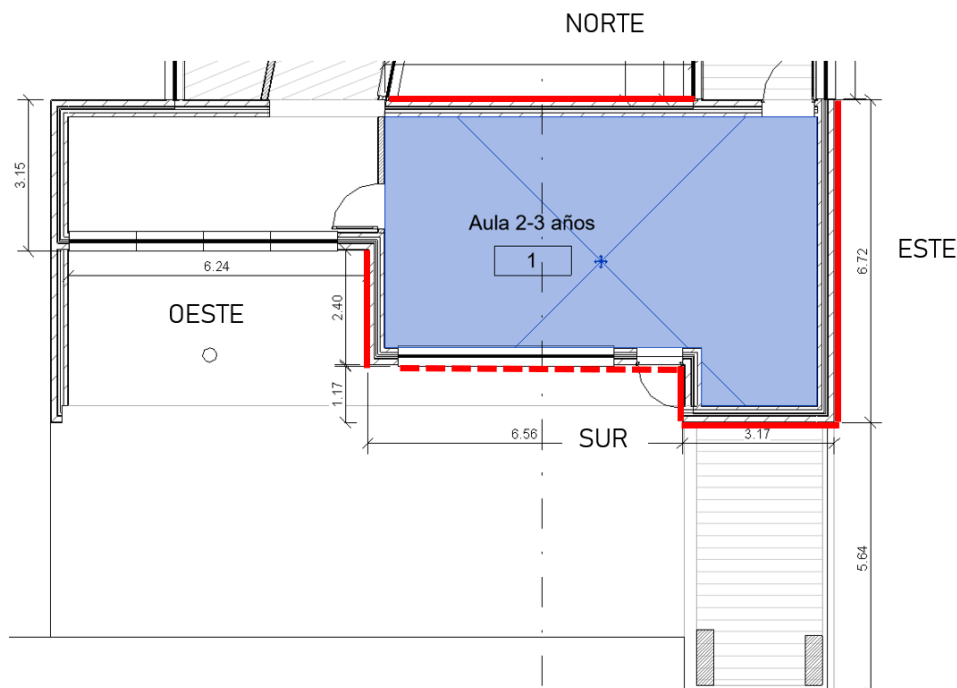 NORTE
3.15
Aula 2-3 años
1
6.72
ESTE
6.24
2.40
OESTE
1.17
6.56
SUR
3.17
5.64